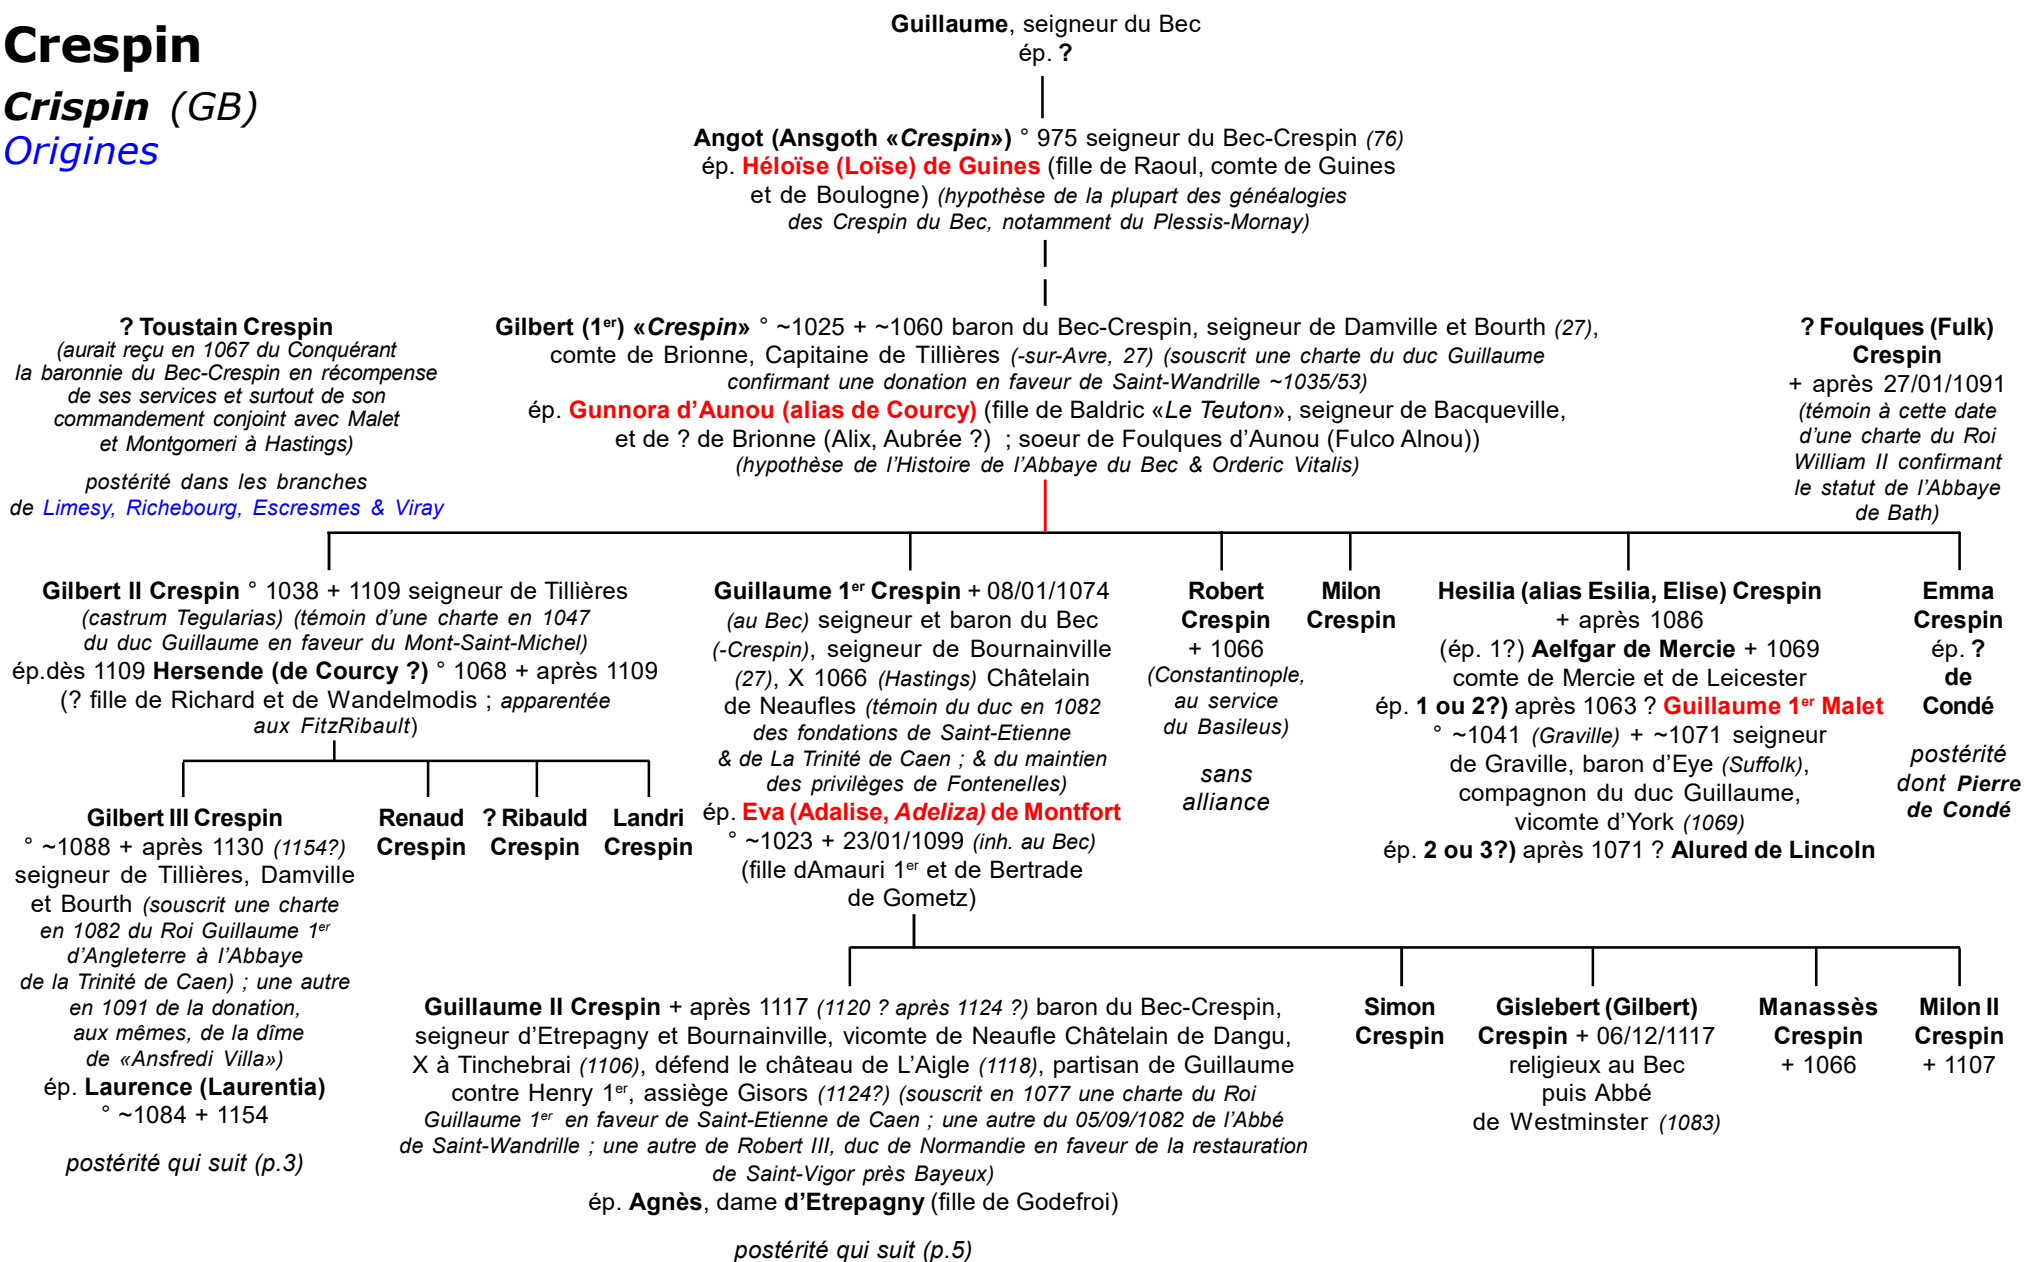 Crespin
Crispin (GB)
Origines
Guillaume, seigneur du Bec
ép. ?
Angot (Ansgoth «Crespin») ° 975 seigneur du Bec-Crespin (76)
ép. Héloïse (Loïse) de Guines (fille de Raoul, comte de Guines
et de Boulogne) (hypothèse de la plupart des généalogies
des Crespin du Bec, notamment du Plessis-Mornay)
? Toustain Crespin
(aurait reçu en 1067 du Conquérant
la baronnie du Bec-Crespin en récompense
de ses services et surtout de son
commandement conjoint avec Malet
et Montgomeri à Hastings)
postérité dans les branches
de Limesy, Richebourg, Escresmes & Viray
Gilbert (1er) «Crespin» ° ~1025 + ~1060 baron du Bec-Crespin, seigneur de Damville et Bourth (27),
comte de Brionne, Capitaine de Tillières (-sur-Avre, 27) (souscrit une charte du duc Guillaume
confirmant une donation en faveur de Saint-Wandrille ~1035/53)
ép. Gunnora d'Aunou (alias de Courcy) (fille de Baldric «Le Teuton», seigneur de Bacqueville,
et de ? de Brionne (Alix, Aubrée ?) ; soeur de Foulques d'Aunou (Fulco Alnou))
(hypothèse de l'Histoire de l'Abbaye du Bec & Orderic Vitalis)
? Foulques (Fulk)
Crespin
+ après 27/01/1091
(témoin à cette date
d'une charte du Roi
William II confirmant
le statut de l'Abbaye
de Bath)
Gilbert II Crespin ° 1038 + 1109 seigneur de Tillières
(castrum Tegularias) (témoin d'une charte en 1047
du duc Guillaume en faveur du Mont-Saint-Michel)
ép.dès 1109 Hersende (de Courcy ?) ° 1068 + après 1109
(? fille de Richard et de Wandelmodis ; apparentée
aux FitzRibault)
Guillaume 1er Crespin + 08/01/1074
(au Bec) seigneur et baron du Bec
(-Crespin), seigneur de Bournainville
(27), X 1066 (Hastings) Châtelain
de Neaufles (témoin du duc en 1082
des fondations de Saint-Etienne
& de La Trinité de Caen ; & du maintien
des privilèges de Fontenelles)
ép. Eva (Adalise, Adeliza) de Montfort
° ~1023 + 23/01/1099 (inh. au Bec)
(fille dAmauri 1er et de Bertrade
de Gometz)
Robert
Crespin
+ 1066
(Constantinople,
au service
du Basileus)
sans
alliance
Milon
Crespin
Hesilia (alias Esilia, Elise) Crespin
+ après 1086
(ép. 1?) Aelfgar de Mercie + 1069
comte de Mercie et de Leicester
ép. 1 ou 2?) après 1063 ? Guillaume 1er Malet
° ~1041 (Graville) + ~1071 seigneur
de Graville, baron d'Eye (Suffolk),
compagnon du duc Guillaume,
vicomte d'York (1069)
ép. 2 ou 3?) après 1071 ? Alured de Lincoln
Emma
Crespin
ép. ?
de
Condé
postérité
dont Pierre
de Condé
Gilbert III Crespin
° ~1088 + après 1130 (1154?)
seigneur de Tillières, Damville
et Bourth (souscrit une charte
en 1082 du Roi Guillaume 1er
d'Angleterre à l'Abbaye
de la Trinité de Caen) ; une autre
en 1091 de la donation,
aux mêmes, de la dîme
de «Ansfredi Villa»)
ép. Laurence (Laurentia)
° ~1084 + 1154
postérité qui suit (p.3)
Renaud
Crespin
? Ribauld
Crespin
Landri
Crespin
Guillaume II Crespin + après 1117 (1120 ? après 1124 ?) baron du Bec-Crespin,
seigneur d'Etrepagny et Bournainville, vicomte de Neaufle Châtelain de Dangu,
X à Tinchebrai (1106), défend le château de L'Aigle (1118), partisan de Guillaume
contre Henry 1er, assiège Gisors (1124?) (souscrit en 1077 une charte du Roi
Guillaume 1er en faveur de Saint-Etienne de Caen ; une autre du 05/09/1082 de l'Abbé
de Saint-Wandrille ; une autre de Robert III, duc de Normandie en faveur de la restauration
de Saint-Vigor près Bayeux)
ép. Agnès, dame d'Etrepagny (fille de Godefroi)
postérité qui suit (p.5)
Simon
Crespin
Gislebert (Gilbert)
Crespin + 06/12/1117
religieux au Bec
puis Abbé
de Westminster (1083)
Manassès
Crespin
+ 1066
Milon II
Crespin
+ 1107